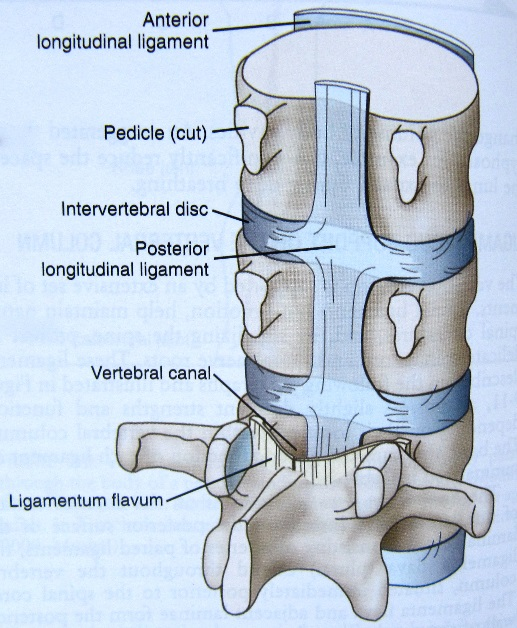 Anterior
longitudinal ligament
Pedicle (cut)
Intervertebral disc
Posterior
longitudinal ligament
Vertebral canal
Ligamentum flavum